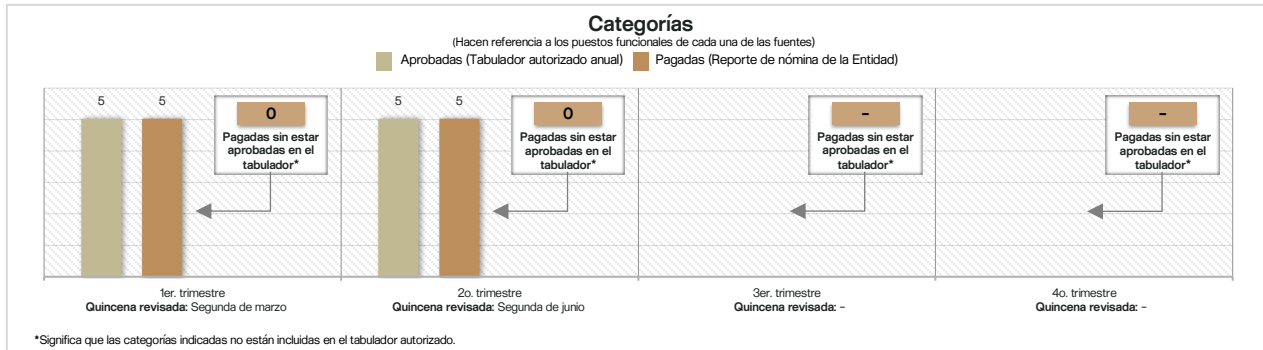 Categorías
(Hacen referencia a los puestos funcionales de cada una de las fuentes)
Aprobadas (Tabulador autorizado anual) Pagadas (Reporte de nómina de la Entidad)
5 5
0
Pagadas sin estar
aprobadas en el
tabulador*
5 5
0
Pagadas sin estar
aprobadas en el
tabulador*
-
Pagadas sin estar
aprobadas en el
tabulador*
-
Pagadas sin estar
aprobadas en el
tabulador*
1er. trimestre
Quincena revisada: Segunda de marzo
2o. trimestre
Quincena revisada: Segunda de junio
3er. trimestre
Quincena revisada: -
4o. trimestre
Quincena revisada: -
*Significa que las categorías indicadas no están incluidas en el tabulador autorizado.